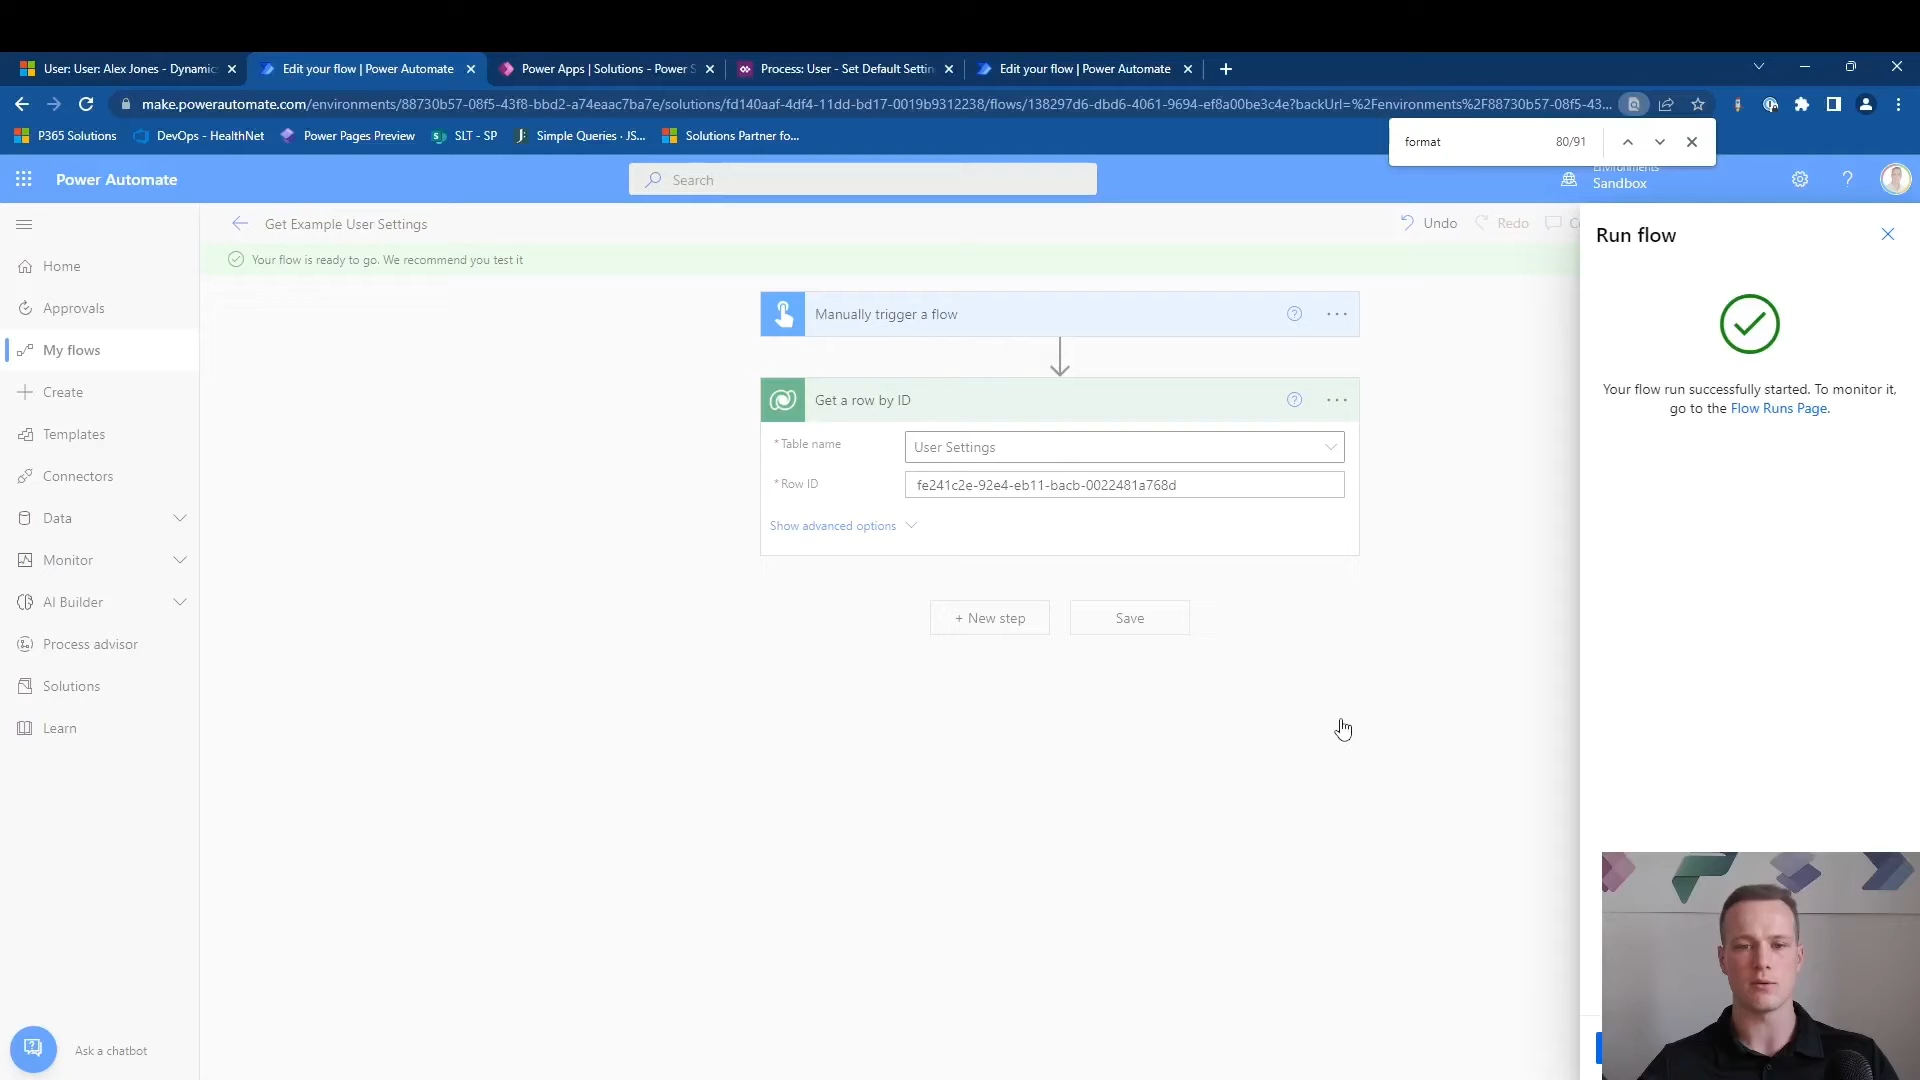 User: User: Alex Jones - Dynamic
Edit your flow | Power Automate
Power Apps | Solutions - Power S
Process: User - Set Default Settin
Edit your flow | Power Automate
make.powerautomate.com/environments/88730b57-08f5-43f8-bbd2-a74eaac7ba7e/solutions/fd140aaf-4df4-11dd-bd17-0019b9312238/flows/138297d6-dbd6-4061-9694-ef8a00be3c4e?backUrl=%2Fenvironments%2F88730b57-08f5-43...
P365 Solutions
DevOps - HealthNet
Power Pages Preview
SLT - SP
Simple Queries · JS...
Solutions Partner fo...
format
80/91
Power Automate
Search
Environments
Sandbox
Get Example User Settings
Undo
Redo
Your flow is ready to go. We recommend you test it
Home
Approvals
My flows
Create
Templates
Connectors
Data
Monitor
AI Builder
Process advisor
Solutions
Learn
Ask a chatbot
Manually trigger a flow
Get a row by ID
* Table name
User Settings
* Row ID
fe241c2e-92e4-eb11-bacb-0022481a768d
Show advanced options
+ New step
Save
Run flow
Your flow run successfully started. To monitor it,
go to the Flow Runs Page.